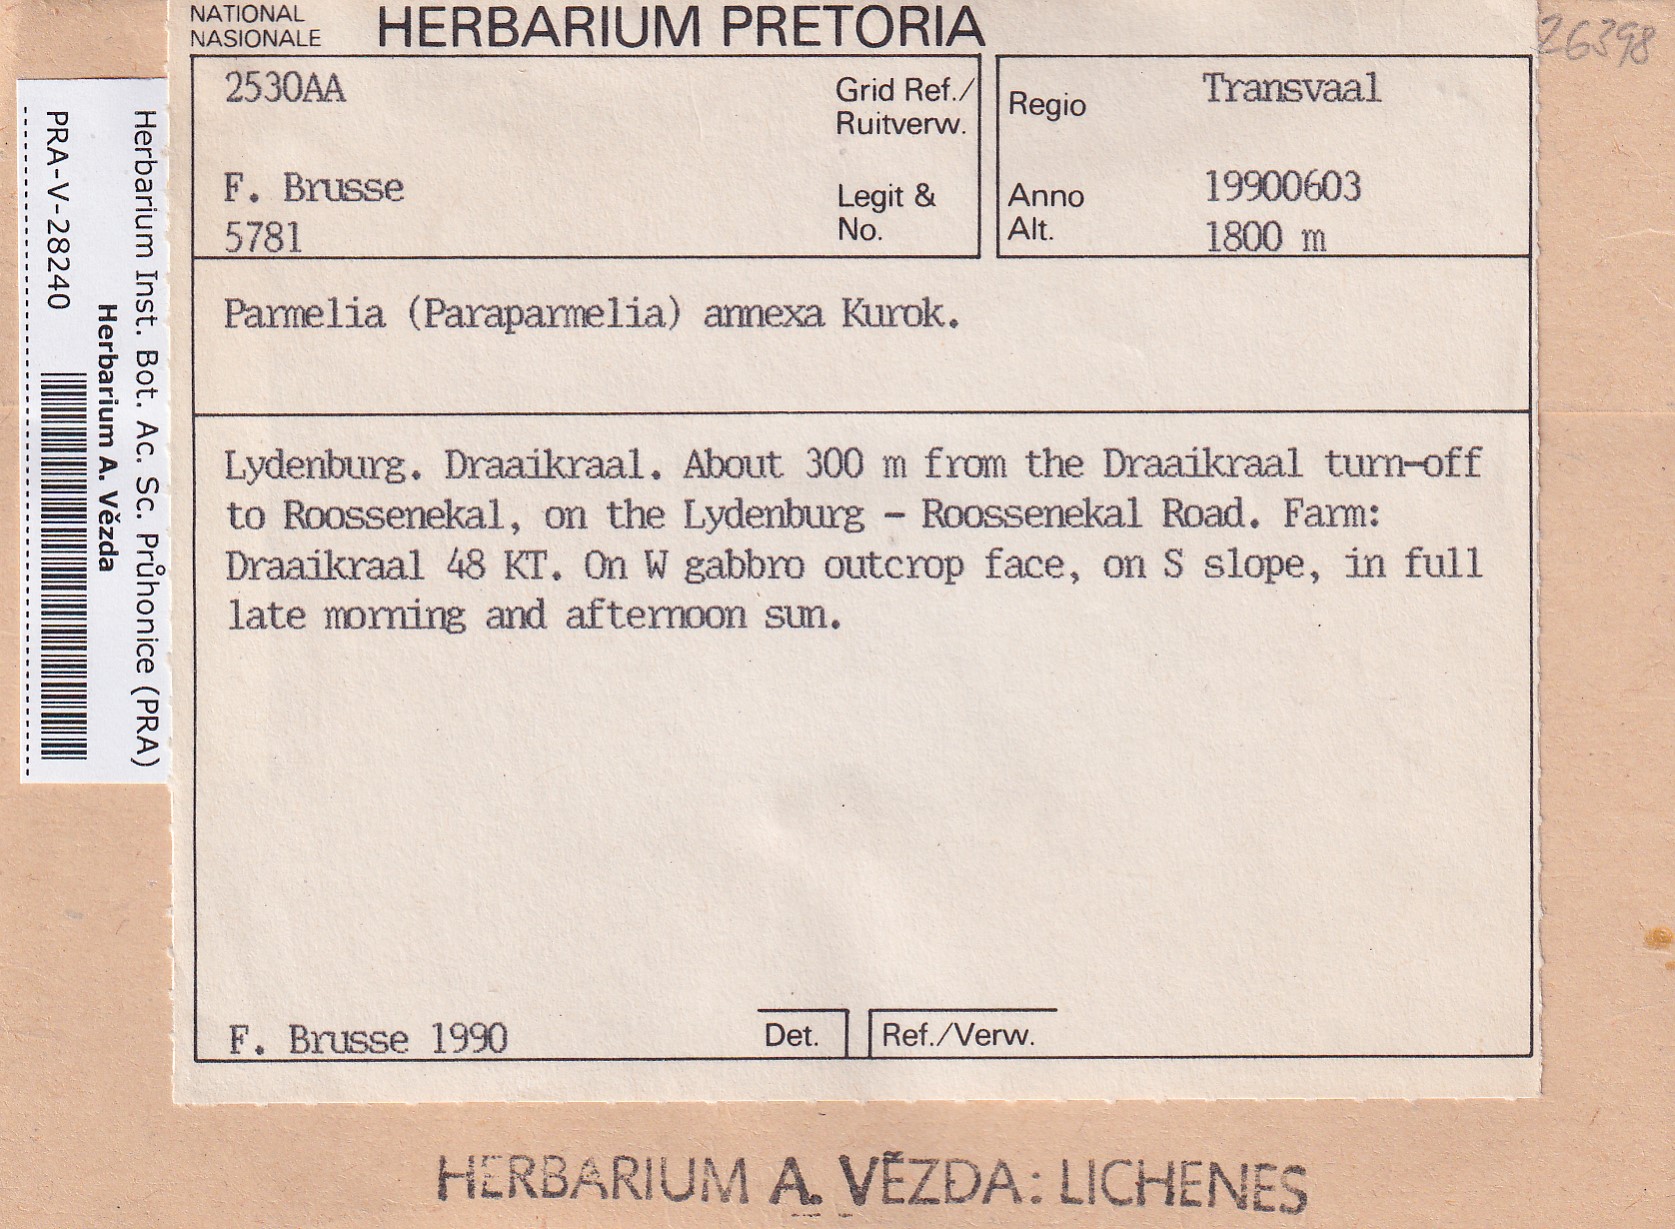 NATIONAL
NASIONALE
HERBARIUM PRETORIA
26398
2530AA
Grid Ref./
Ruitverw.
F. Brusse
Legit &
5781
No.
Regio
Transvaal
Anno
19900603
Alt.
1800 m
Parmelia (Paraparmelia) annexa Kurok.
Lydenburg. Draaikraal. About 300 m from the Draaikraal turn-off
to Roossenekal, on the Lydenburg - Roossenekal Road. Farm:
Draaikraal 48 KT. On W gabbro outcrop face, on S slope, in full
late morning and afternoon sun.
F. Brusse 1990
Det.
Ref./Verw.
Herbarium Inst. Bot. Ac. Sc. Průhonice (PRA)
Herbarium A. Vězda
PRA-V-28240
HERBARIUM A. VĚZDA: LICHENES